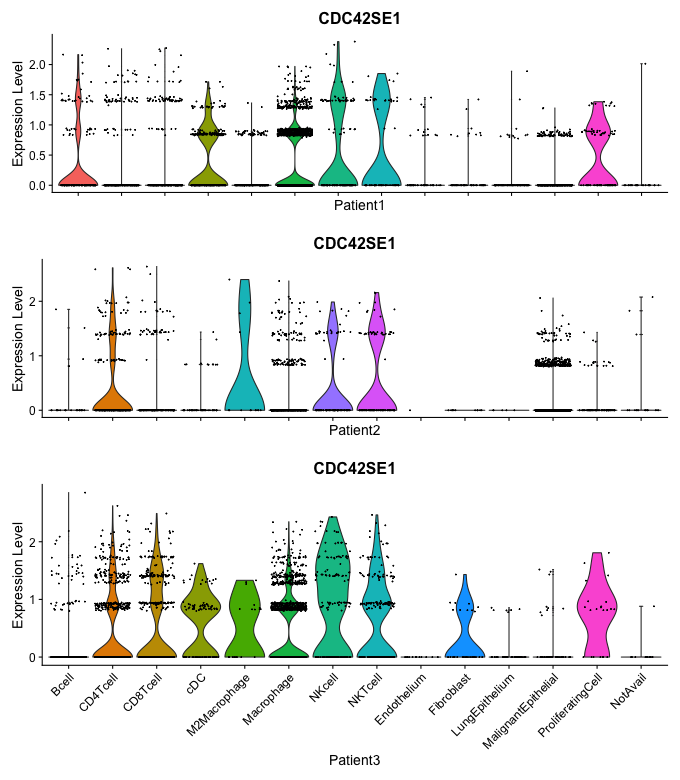 CDC42SE1
Expression Level
2.0
1.5
1.0
0.5
0.0
Patient1
CDC42SE1
Expression Level
2
1
0
Patient2
CDC42SE1
Expression Level
2
1
0
Bcell
CD4Tcell
CD8Tcell
cDC
M2Macrophage
Macrophage
NKcell
NKTcell
Endothelium
Fibroblast
LungEpithelium
MalignantEpithelial
ProliferatingCell
NotAvail
Patient3